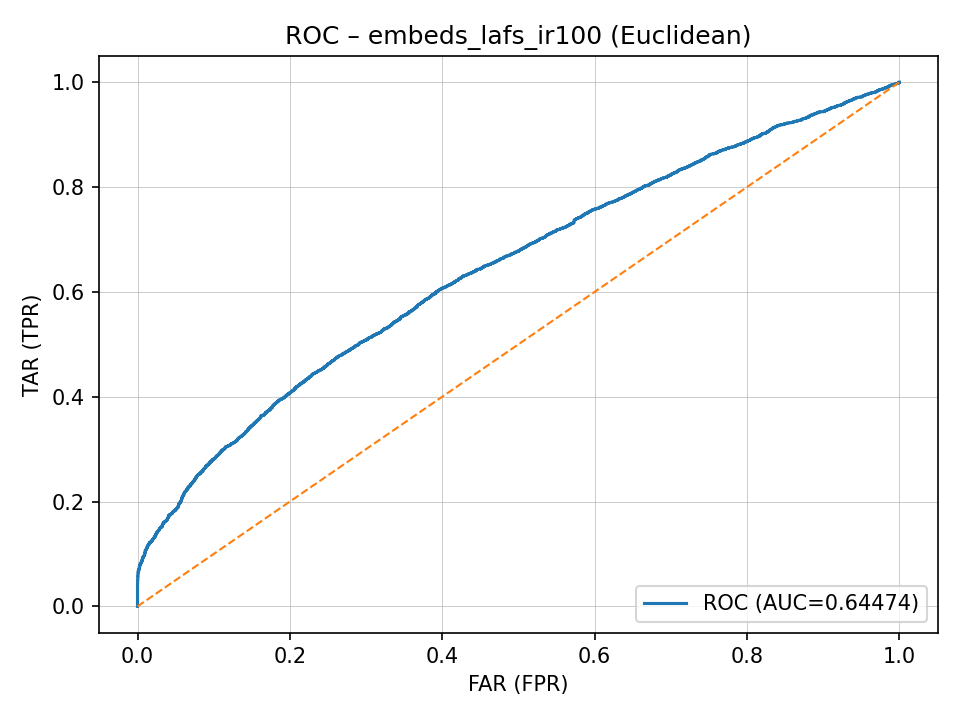 ROC – embeds_lafs_ir100 (Euclidean)
1.0
0.8
0.6
0.4
0.2
0.0
TAR (TPR)
ROC (AUC=0.64474)
0.0 0.2 0.4 0.6 0.8 1.0
FAR (FPR)